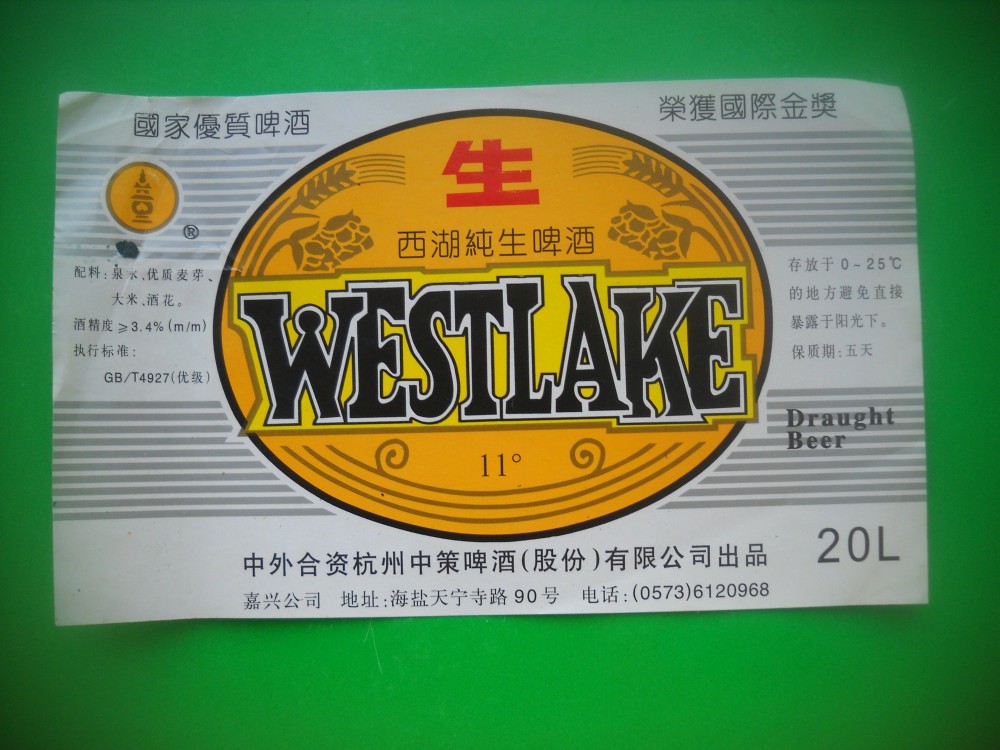 國家優質啤酒
榮獲國際金獎
®
生
西湖純生啤酒
WESTLAKE
11°
配料:泉水、优质麦芽、
大米、酒花。
酒精度≥3.4%(m/m)
执行标准:
GB/T4927(优级)
存放于0~25℃
的地方避免直接
暴露于阳光下。
保质期:五天
Draught
Beer
中外合资杭州中策啤酒(股份)有限公司出品
20L
嘉兴公司 地址:海盐天宁寺路90号 电话:(0573)6120968